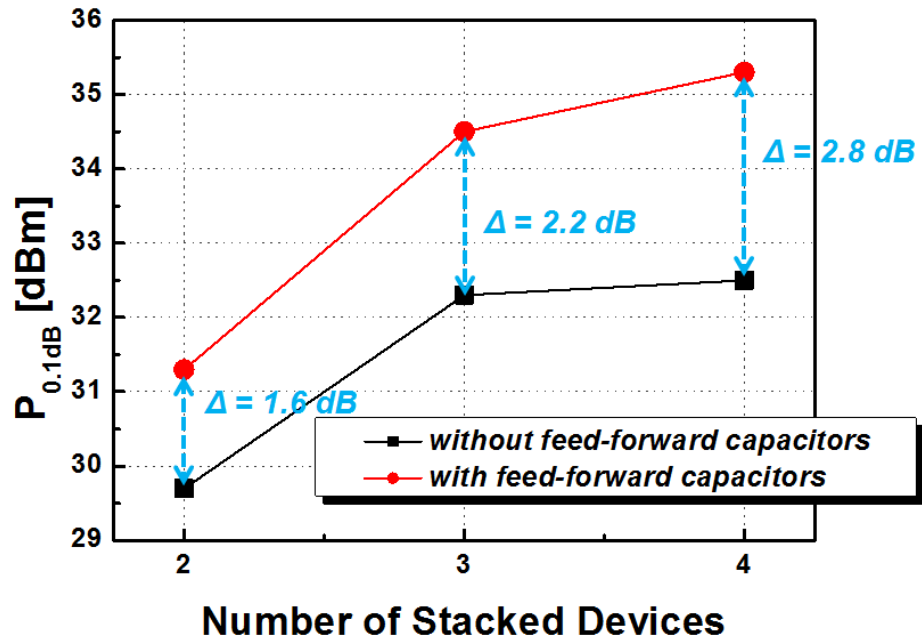 36
35
34
33
32
31
30
29
P0.1dB [dBm]
Δ = 2.8 dB
Δ = 2.2 dB
Δ = 1.6 dB
without feed-forward capacitors
with feed-forward capacitors
2 3 4
Number of Stacked Devices